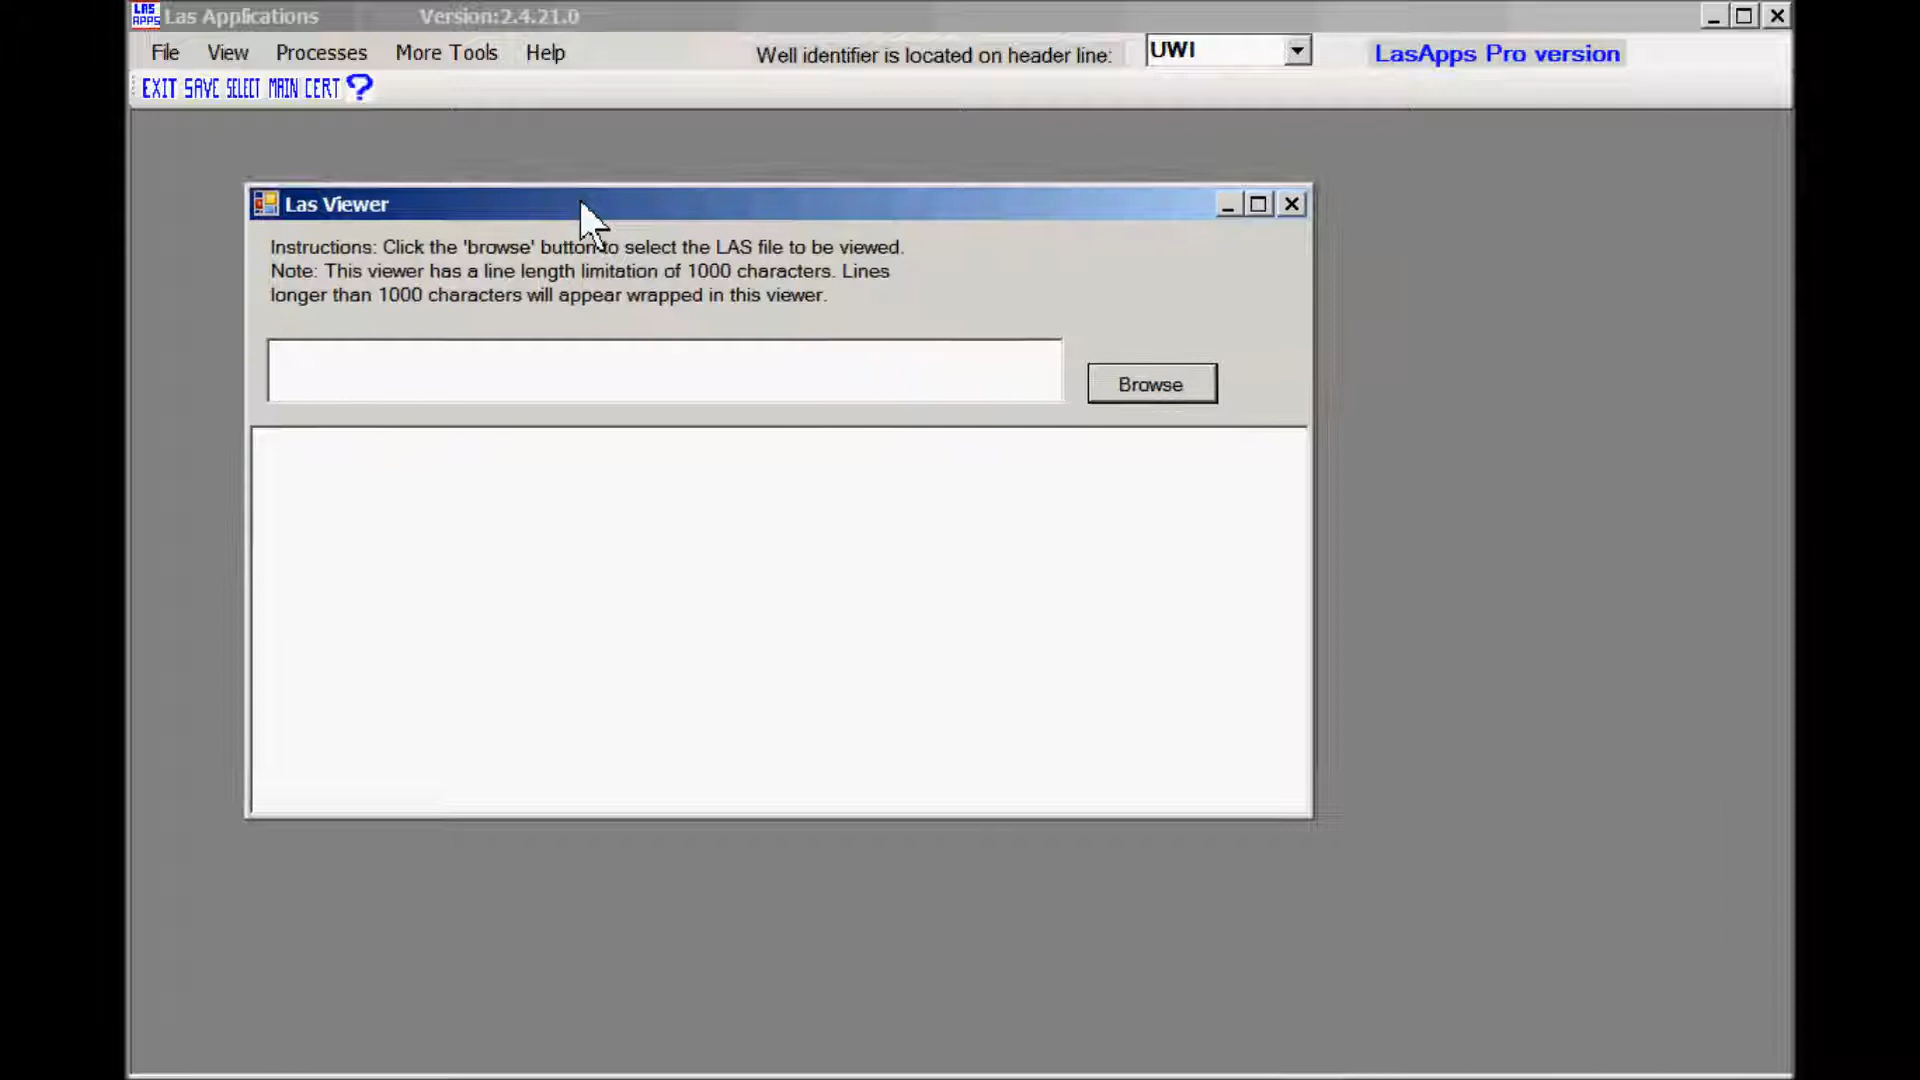 LAS APPS Las Applications Version:2.4.21.0
File View Processes More Tools Help Well identifier is located on header line: UWI LasApps Pro version
EXIT SAVE SELECT MAIN CERT ?
Las Viewer
Instructions: Click the 'browse' button to select the LAS file to be viewed.
Note: This viewer has a line length limitation of 1000 characters. Lines
longer than 1000 characters will appear wrapped in this viewer.
Browse